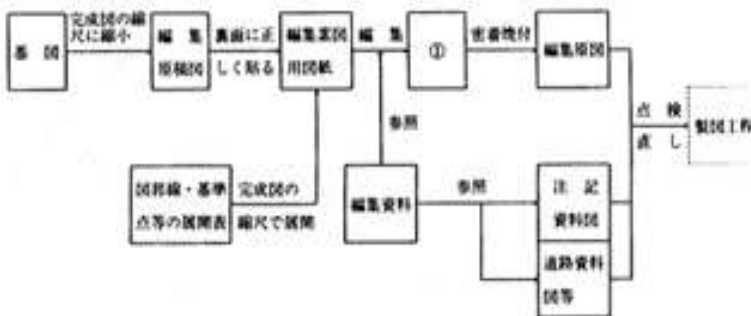 完成図の縮
尺に縮小
基 図
編 集
原稿図
裏面に正
しく貼る
編集素図
用図紙
編 集
①
密着焼付
編集原図
参照
点 検
直 し
製図工程
図郭線・基準
点等の展開表
完成図の
縮尺で展開
編集資料
参照
注 記
資料図
道路資料
図等